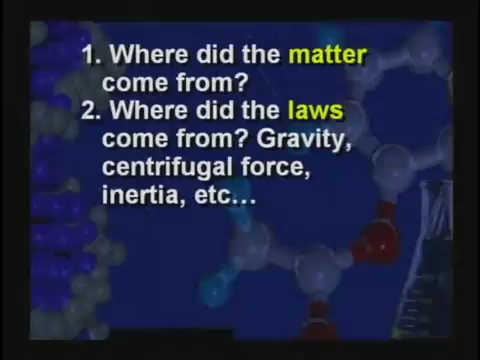 1. Where did the matter
come from?
2. Where did the laws
come from? Gravity,
centrifugal force,
inertia, etc…